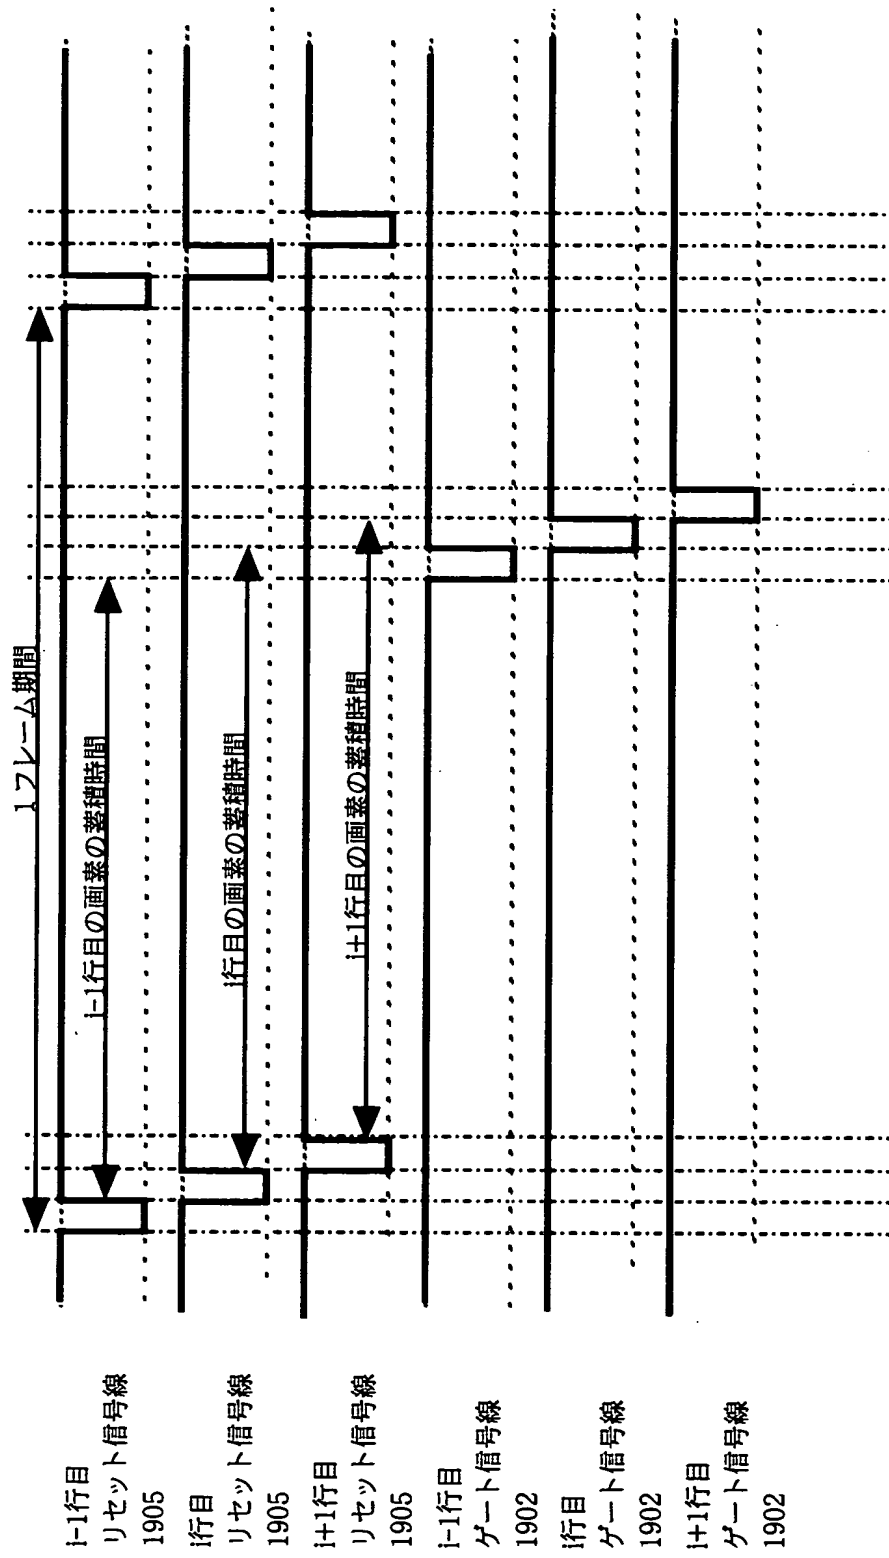 1フレーム期間
i-1行目の画素の蓄積時間
i行目の画素の蓄積時間
i+1行目の画素の蓄積時間
i-1行目
リセット信号線
1905
i行目
リセット信号線
1905
i+1行目
リセット信号線
1905
i-1行目
ゲート信号線
1902
i行目
ゲート信号線
1902
i+1行目
ゲート信号線
1902